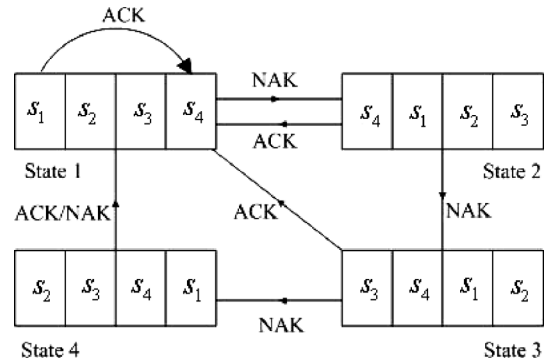 ACK
s1 s2 s3 s4
NAK
ACK
s4 s1 s2 s3
State 1
State 2
ACK/NAK
ACK
NAK
s2 s3 s4 s1
NAK
s3 s4 s1 s2
State 4
State 3